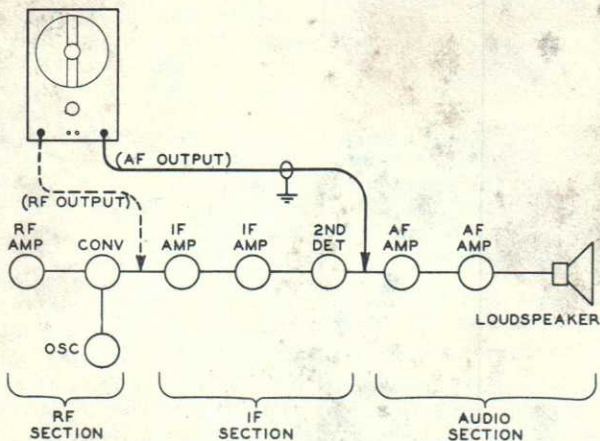 (AF OUTPUT)
(RF OUTPUT)
RF
AMP
CONV
IF
AMP
IF
AMP
2ND
DET
AF
AMP
AF
AMP
LOUDSPEAKER
OSC
RF
SECTION
IF
SECTION
AUDIO
SECTION